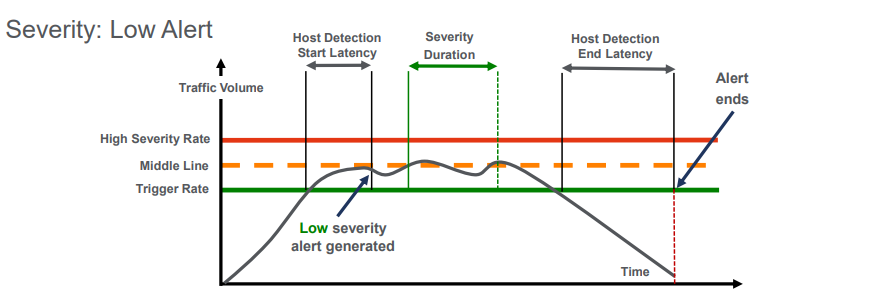 Severity: Low Alert
Host Detection
Start Latency
Severity
Duration
Host Detection
End Latency
Traffic Volume
Alert
ends
High Severity Rate
Middle Line
Trigger Rate
Low severity
alert generated
Time